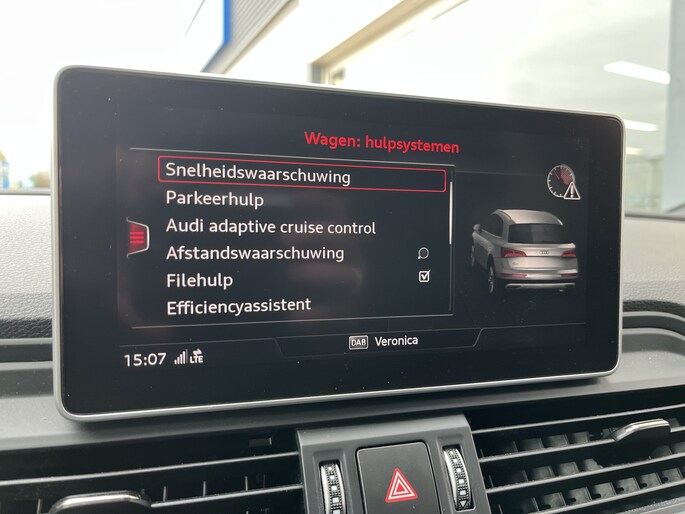 Wagen: hulpsystemen
Snelheidswaarschuwing
Parkeerhulp
Audi adaptive cruise control
Afstandswaarschuwing
Filehulp
Efficiencyassistent
DAB Veronica
15:07 LTE